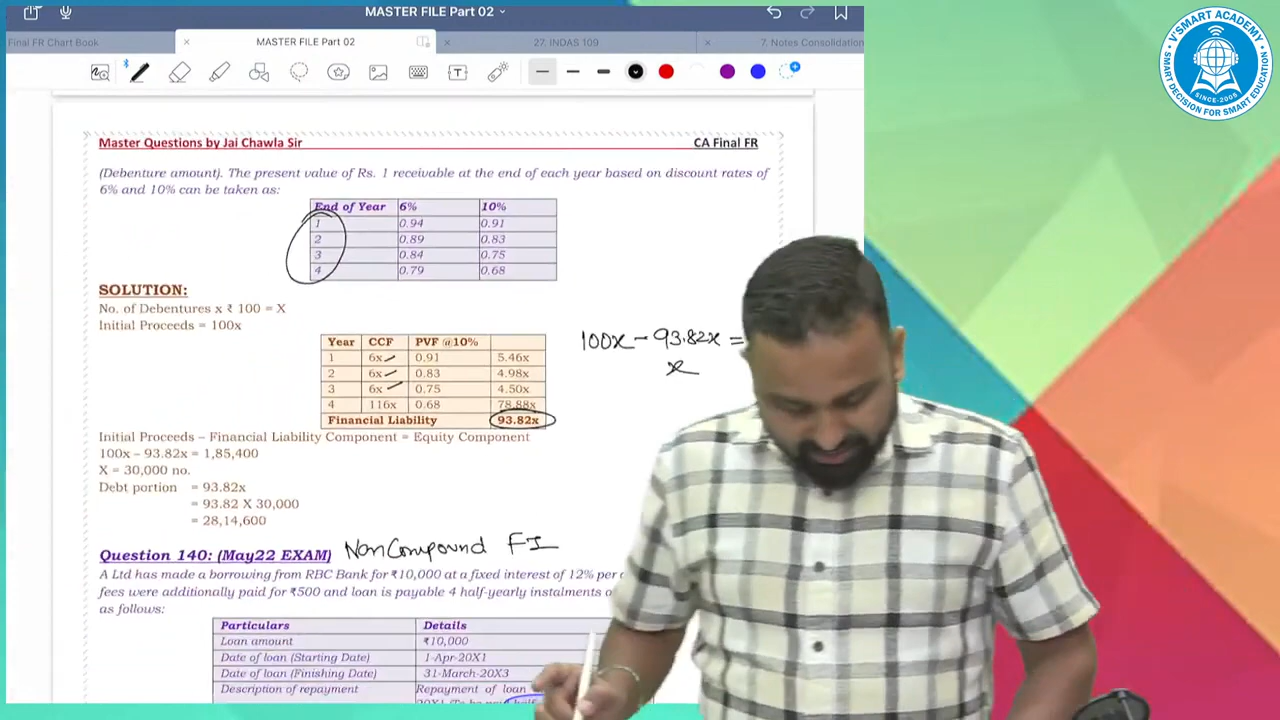 MASTER FILE Part 02
Final FR Chart Book
MASTER FILE Part 02
27. INDAS 109
7. Notes Consolidation
V'SMART ACADEMY
SMART DECISION FOR SMART EDUCATION
SINCE-2008
Master Questions by Jai Chawla Sir CA Final FR
(Debenture amount). The present value of Rs. 1 receivable at the end of each year based on discount rates of
6% and 10% can be taken as:
End of Year 6% 10%
1 0.94 0.91
2 0.89 0.83
3 0.84 0.75
4 0.79 0.68
SOLUTION:
No. of Debentures x ₹ 100 = X
Initial Proceeds = 100x
Year CCF PVF @10%
1 6x 0.91 5.46x
2 6x 0.83 4.98x
3 6x 0.75 4.50x
4 116x 0.68 78.88x
Financial Liability 93.82x
100x - 93.82x =
x
Initial Proceeds – Financial Liability Component = Equity Component
100x – 93.82x = 1,85,400
X = 30,000 no.
Debt portion = 93.82x
= 93.82 X 30,000
= 28,14,600
Question 140: (May22 EXAM) Non Compound FI
A Ltd has made a borrowing from RBC Bank for ₹10,000 at a fixed interest of 12% per
fees were additionally paid for ₹500 and loan is payable 4 half-yearly instalments
as follows:
Particulars Details
Loan amount ₹10,000
Date of loan (Starting Date) 1-Apr-20X1
Date of loan (Finishing Date) 31-March-20X3
Description of repayment Repayment of loan